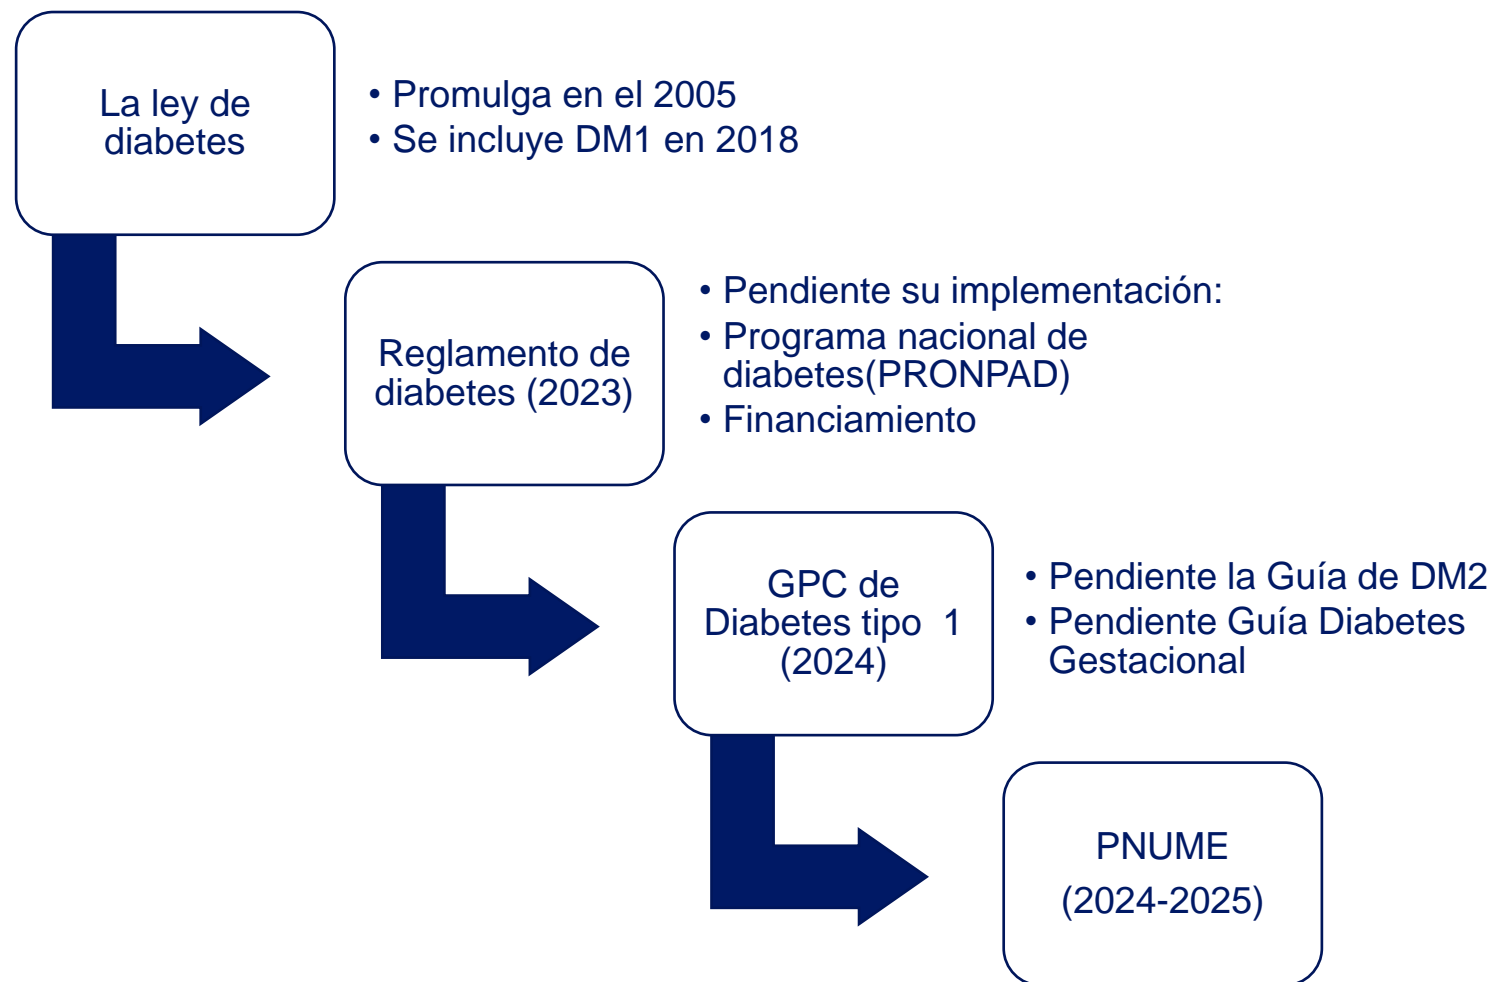 La ley de
diabetes
• Promulga en el 2005
• Se incluye DM1 en 2018
Reglamento de
diabetes (2023)
• Pendiente su implementación:
• Programa nacional de
diabetes(PRONPAD)
• Financiamiento
GPC de
Diabetes tipo  1
(2024)
• Pendiente la Guía de DM2
• Pendiente Guía Diabetes
Gestacional
PNUME
(2024-2025)